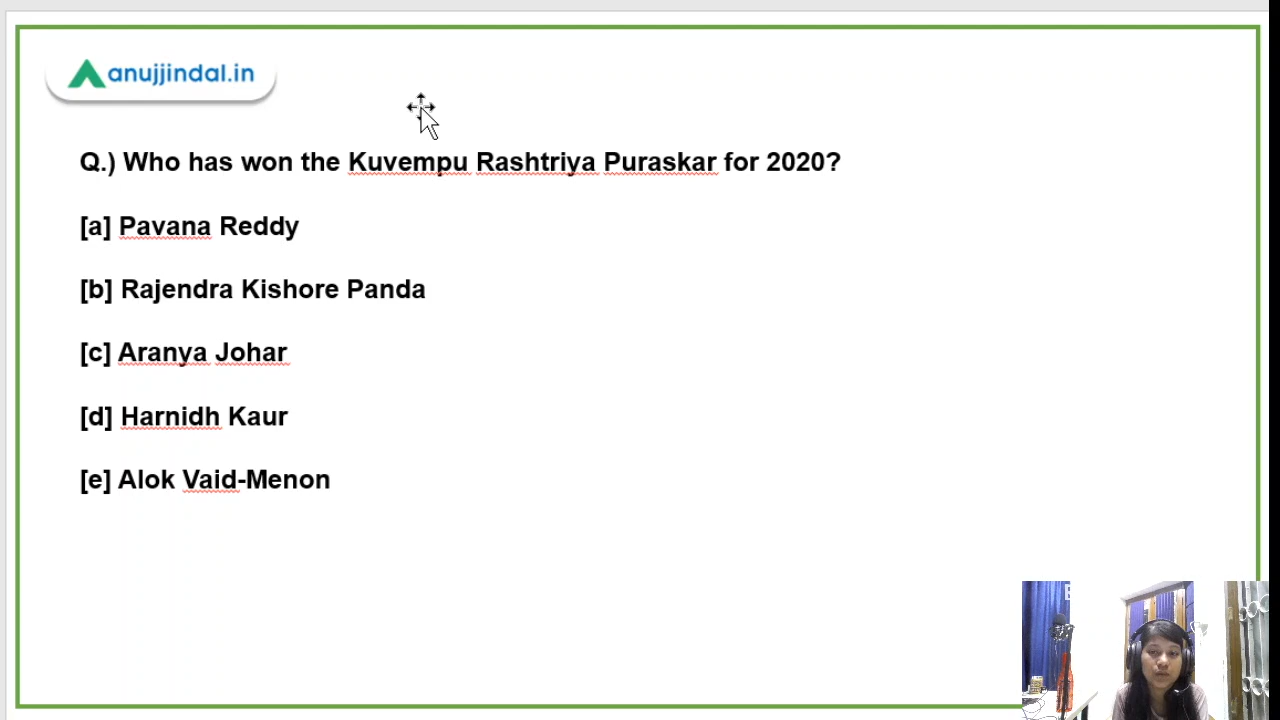 anujjindal.in
Q.) Who has won the Kuvempu Rashtriya Puraskar for 2020?
[a] Pavana Reddy
[b] Rajendra Kishore Panda
[c] Aranya Johar
[d] Harnidh Kaur
[e] Alok Vaid-Menon